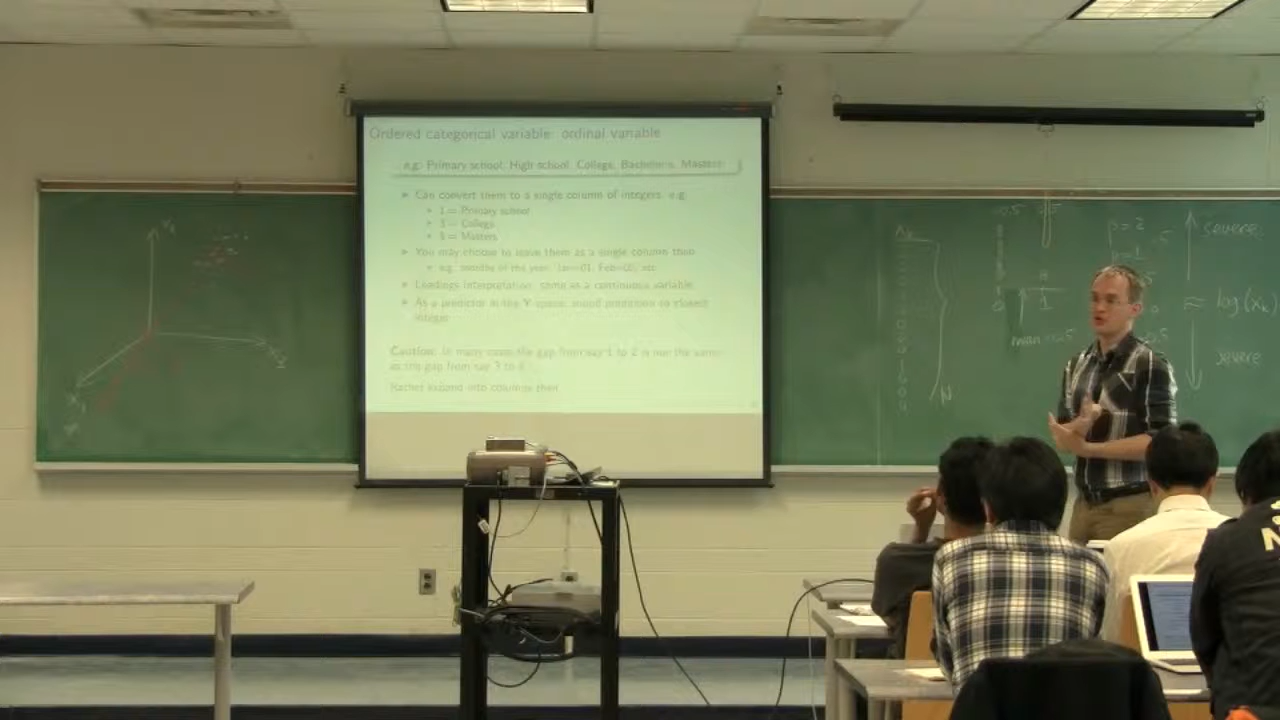 Ordered categorical variable: ordinal variable
e.g. Primary school, High school, College, Bachelors, Masters
Can convert them to a single column of integers. e.g.
1 = Primary school
3 = College
5 = Masters
You may choose to leave them as a single column then
e.g. months of the year: Jan=01, Feb=02, etc
Loadings interpretation: same as a continuous variable
As a predictor in the Y-space: round prediction to closest
integer
Caution: in many cases the gap from say 1 to 2 is not the same
as the gap from say 3 to 4.
Rather expand into columns then
severe
p = 2
≈ log(xk)
severe
N